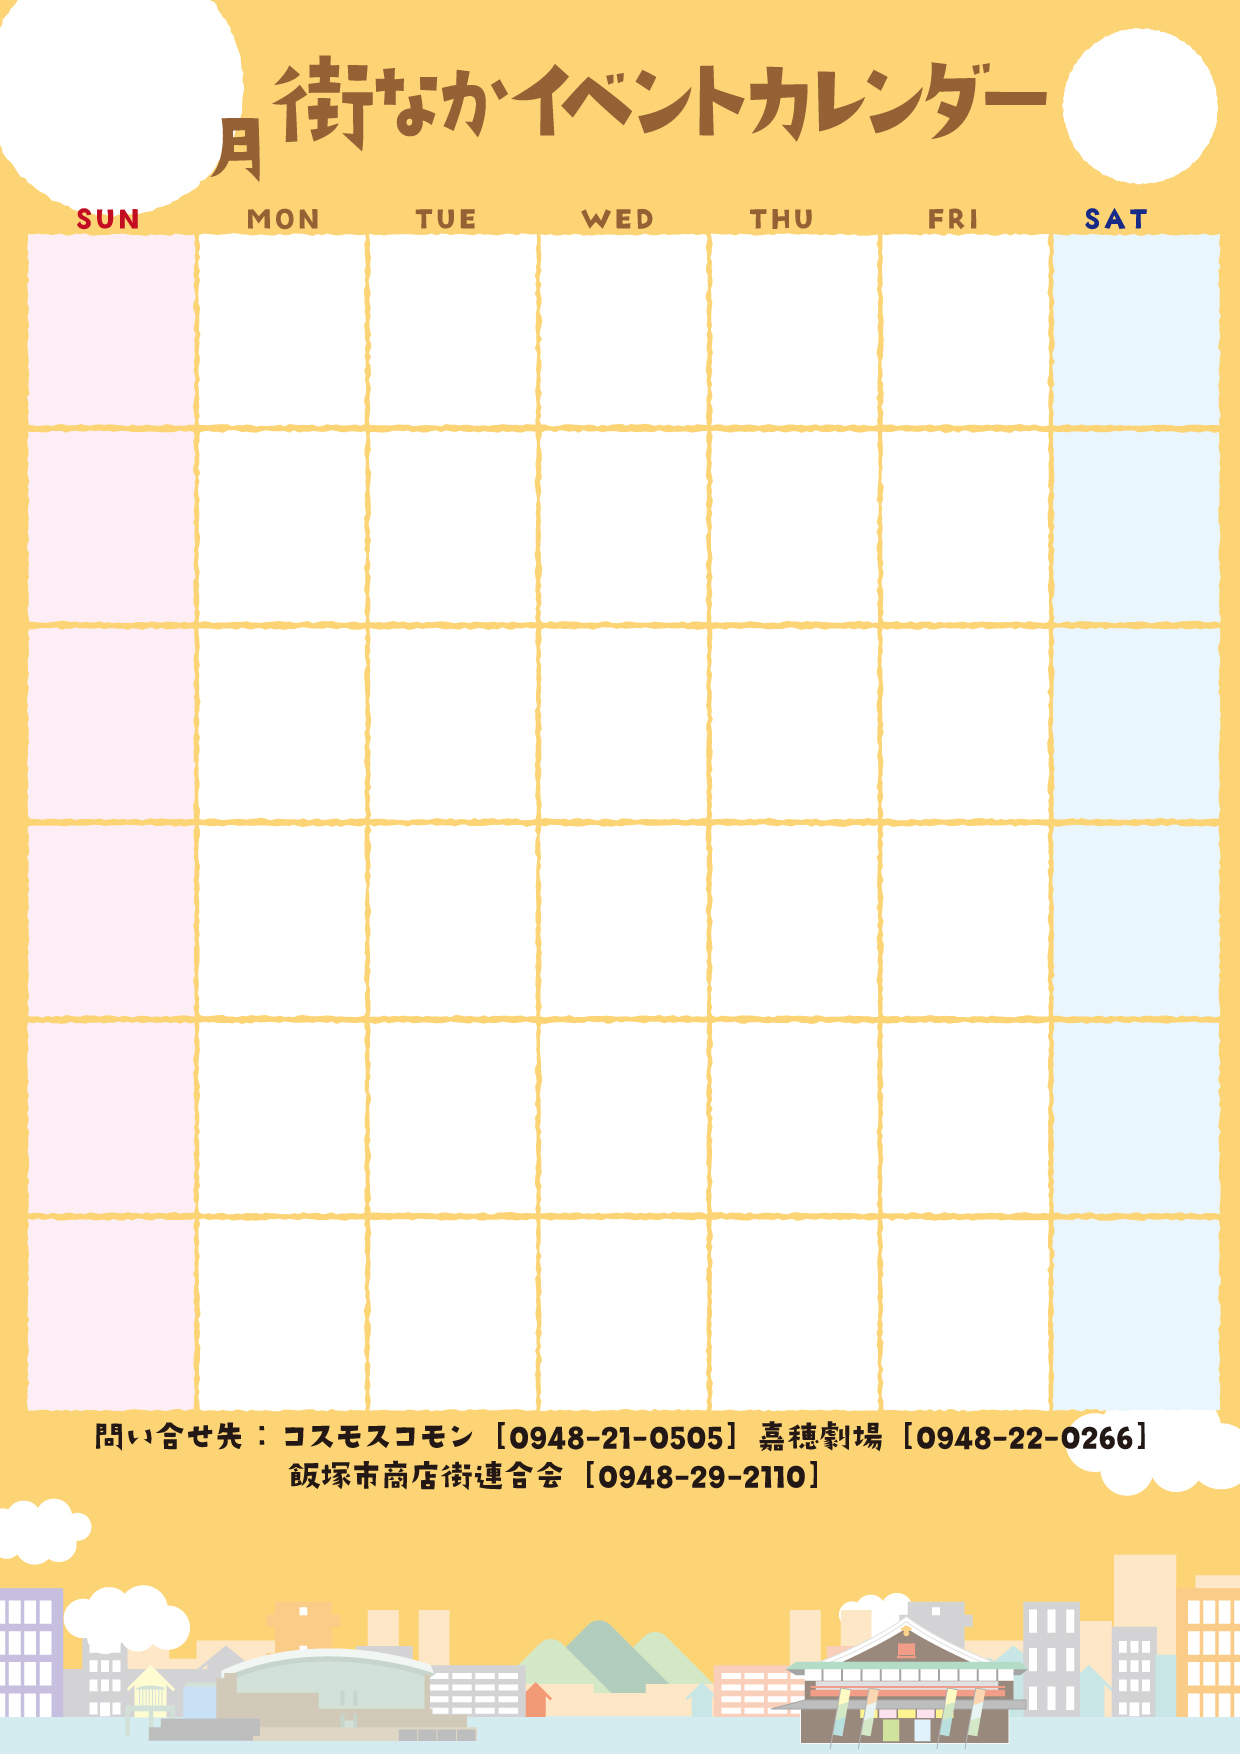 月 街なかイベントカレンダー
SUN MON TUE WED THU FRI SAT
問い合せ先：コスモスコモン［0948-21-0505］嘉穂劇場［0948-22-0266］
飯塚市商店街連合会［0948-29-2110］